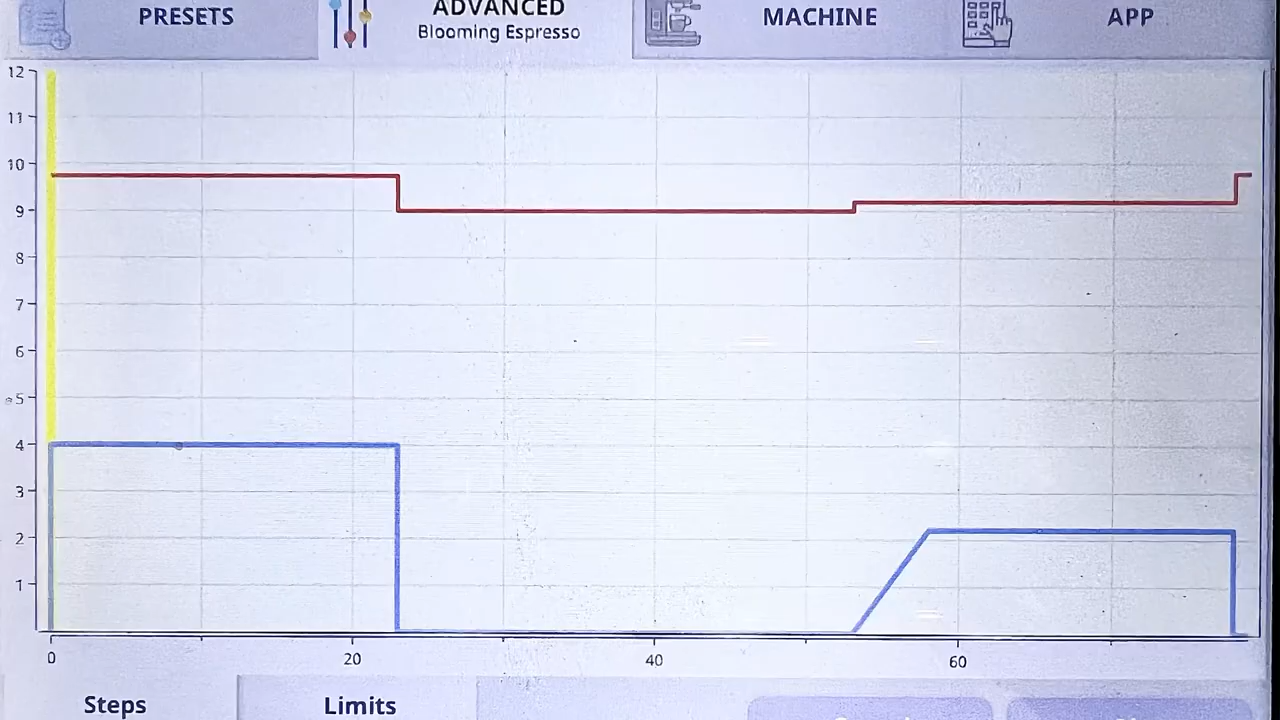 PRESETS
ADVANCED
Blooming Espresso
MACHINE
APP
12
11
10
9
8
7
6
5
4
3
2
1
0
20
40
60
Steps
Limits